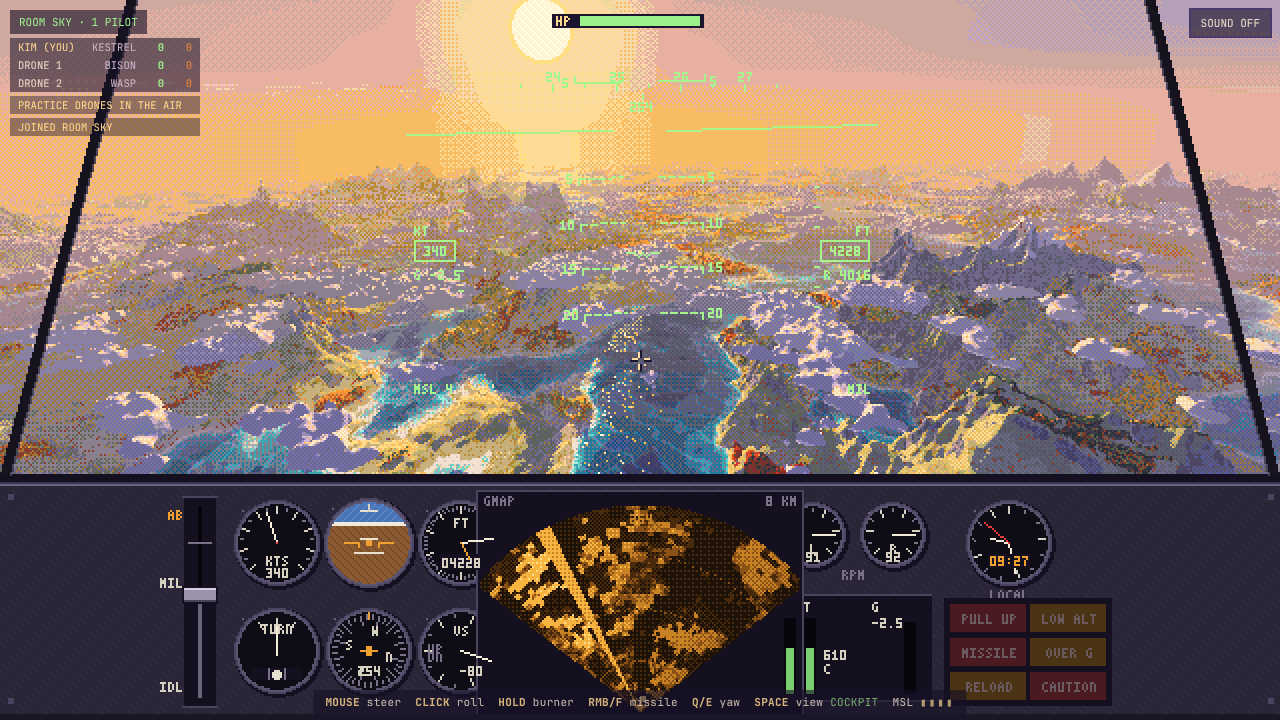 ROOM SKY · 1 PILOT
KIM (YOU) KESTREL 0 0
DRONE 1 BISON 0 0
DRONE 2 WASP 0 0
PRACTICE DRONES IN THE AIR
JOINED ROOM SKY
HP
SOUND OFF
26 27
S S
5 5
10 10
15
20 20
KT
340
FT
4228
R 4016
MSL 4
MIL
AB
MIL
IDL
KTS
340
FT
04228
GMAP 8 KM
91
92
RPM
09:27
LOCAL
TURN
W
S
N
254
VS
-80
T
610
C
G
-2.5
PULL UP LOW ALT
MISSILE OVER G
RELOAD CAUTION
MOUSE steer CLICK roll HOLD burner RMB/F missile Q/E yaw SPACE view COCKPIT MSL